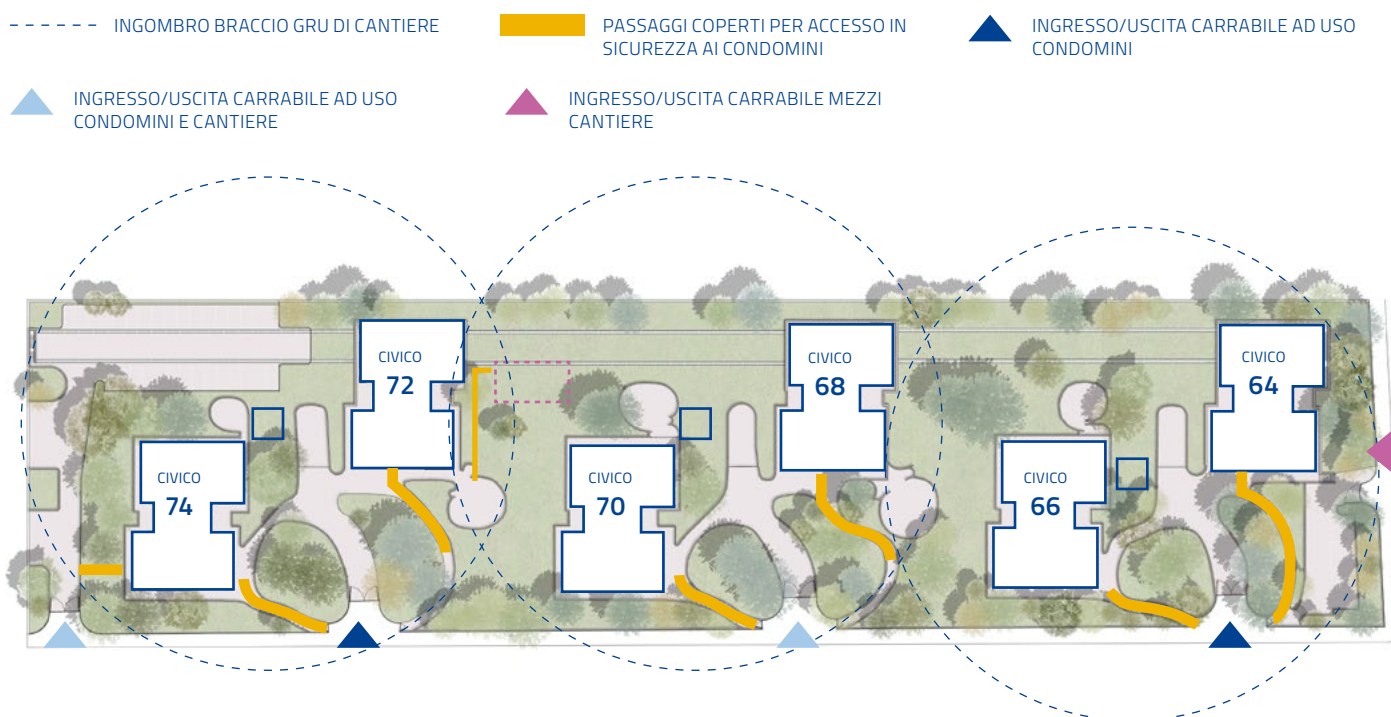 INGOMBRO BRACCIO GRU DI CANTIERE
PASSAGGI COPERTI PER ACCESSO IN
SICUREZZA AI CONDOMINI
INGRESSO/USCITA CARRABILE AD USO
CONDOMINI
INGRESSO/USCITA CARRABILE AD USO
CONDOMINI E CANTIERE
INGRESSO/USCITA CARRABILE MEZZI
CANTIERE
CIVICO
72
CIVICO
68
CIVICO
64
CIVICO
74
CIVICO
70
CIVICO
66